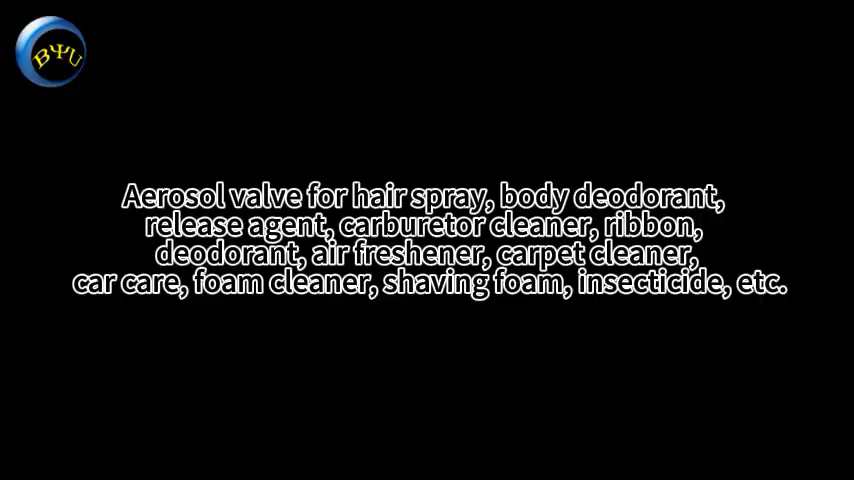 BYU
Aerosol valve for hair spray, body deodorant,
release agent, carburetor cleaner, ribbon,
deodorant, air freshener, carpet cleaner,
car care, foam cleaner, shaving foam, insecticide, etc.